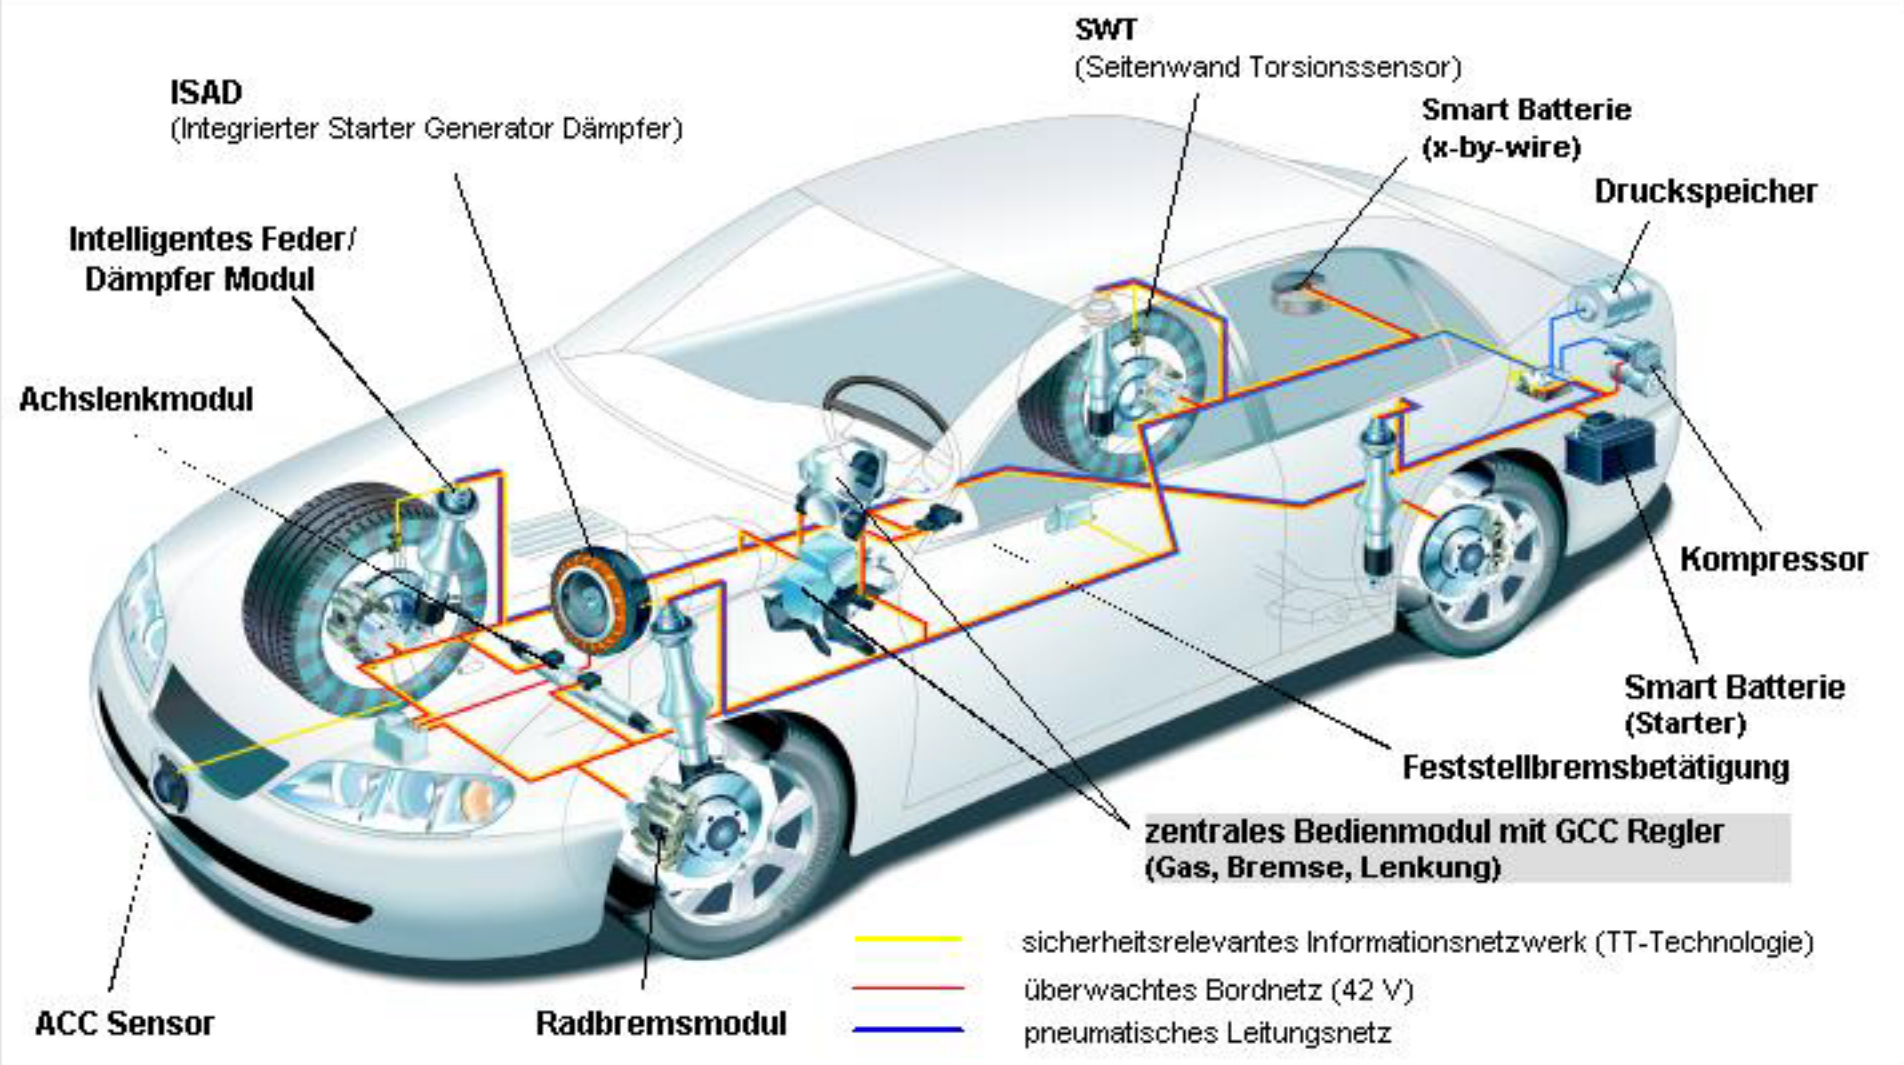 SWT
(Seitenwand Torsionssensor)
ISAD
(Integrierter Starter Generator Dämpfer)
Smart Batterie
(x-by-wire)
Druckspeicher
Intelligentes Feder/
Dämpfer Modul
Achslenkmodul
Kompressor
Smart Batterie
(Starter)
Feststellbremsbetätigung
zentrales Bedienmodul mit GCC Regler
(Gas, Bremse, Lenkung)
ACC Sensor
Radbremsmodul
sicherheitsrelevantes Informationsnetzwerk (TT-Technologie)
überwachtes Bordnetz (42 V)
pneumatisches Leitungsnetz